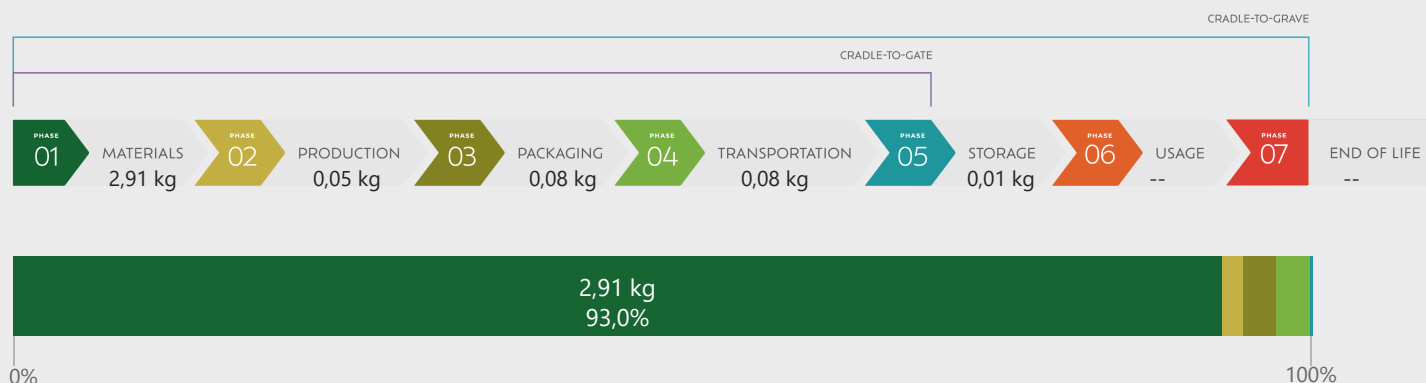 CRADLE-TO-GRAVE
CRADLE-TO-GATE
PHASE
01
MATERIALS
2,91 kg
PHASE
02
PRODUCTION
0,05 kg
PHASE
03
PACKAGING
0,08 kg
PHASE
04
TRANSPORTATION
0,08 kg
PHASE
05
STORAGE
0,01 kg
PHASE
06
USAGE
--
PHASE
07
END OF LIFE
--
2,91 kg
93,0%
0%
100%